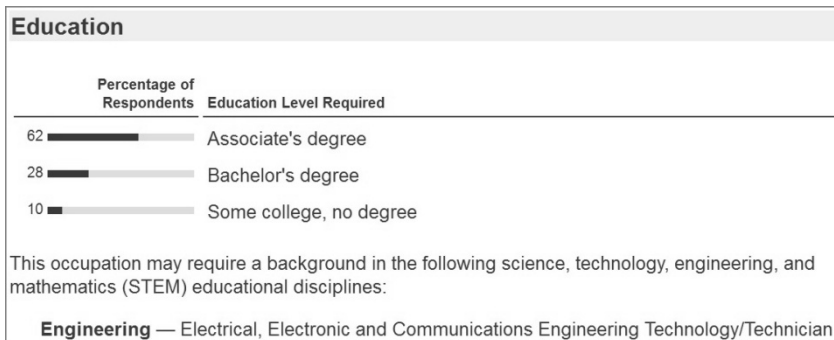 Education
Percentage of
Respondents Education Level Required
62 Associate's degree
28 Bachelor's degree
10 Some college, no degree
This occupation may require a background in the following science, technology, engineering, and
mathematics (STEM) educational disciplines:
Engineering — Electrical, Electronic and Communications Engineering Technology/Technician